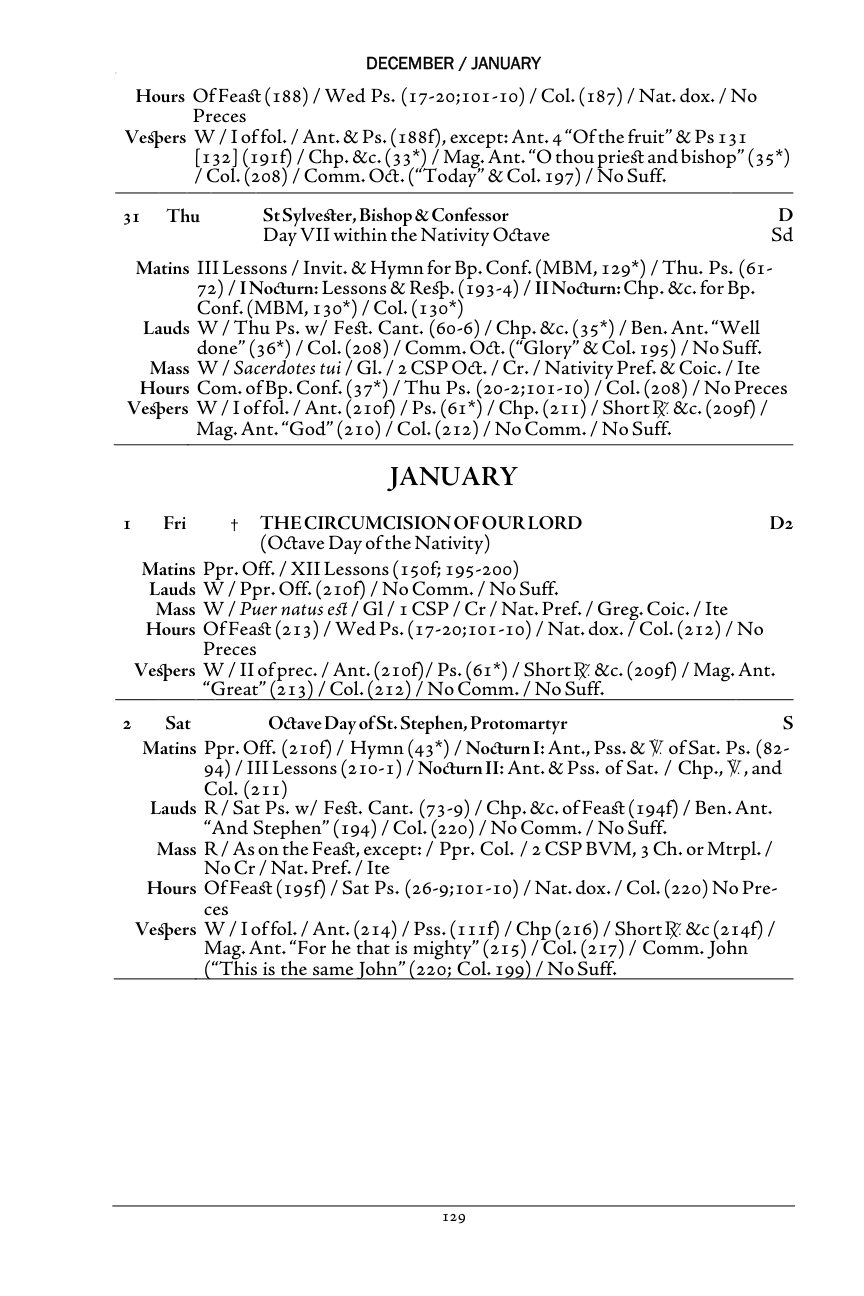 DECEMBER / JANUARY
Hours Of Feast (188) / Wed Ps. (17-20;101-10) / Col. (187) / Nat. dox. / No
Preces
Vespers W / I of fol. / Ant. & Ps. (188f), except: Ant. 4 “Of the fruit” & Ps 131
[132] (191f) / Chp. &c. (33*) / Mag. Ant. “O thou priest and bishop” (35*)
/ Col. (208) / Comm. Oct. (“Today” & Col. 197) / No Suff.
31 Thu St Sylvester, Bishop & Confessor D
Day VII within the Nativity Octave Sd
Matins III Lessons / Invit. & Hymn for Bp. Conf. (MBM, 129*) / Thu. Ps. (61-
72) / I Nocturn: Lessons & Resp. (193-4) / II Nocturn: Chp. &c. for Bp.
Conf. (MBM, 130*) / Col. (130*)
Lauds W / Thu Ps. w/ Fest. Cant. (60-6) / Chp. &c. (35*) / Ben. Ant. “Well
done” (36*) / Col. (208) / Comm. Oct. (“Glory” & Col. 195) / No Suff.
Mass W / Sacerdotes tui / Gl. / 2 CSP Oct. / Cr. / Nativity Pref. & Coic. / Ite
Hours Com. of Bp. Conf. (37*) / Thu Ps. (20-2;101-10) / Col. (208) / No Preces
Vespers W / I of fol. / Ant. (210f) / Ps. (61*) / Chp. (211) / Short ℟ &c. (209f) /
Mag. Ant. “God” (210) / Col. (212) / No Comm. / No Suff.
JANUARY
1 Fri † THE CIRCUMCISION OF OUR LORD D2
(Octave Day of the Nativity)
Matins Ppr. Off. / XII Lessons (150f; 195-200)
Lauds W / Ppr. Off. (210f) / No Comm. / No Suff.
Mass W / Puer natus est / Gl / 1 CSP / Cr / Nat. Pref. / Greg. Coic. / Ite
Hours Of Feast (213) / Wed Ps. (17-20;101-10) / Nat. dox. / Col. (212) / No
Preces
Vespers W / II of prec. / Ant. (210f)/ Ps. (61*) / Short ℟ &c. (209f) / Mag. Ant.
“Great” (213) / Col. (212) / No Comm. / No Suff.
2 Sat Octave Day of St. Stephen, Protomartyr S
Matins Ppr. Off. (210f) / Hymn (43*) / Nocturn I: Ant., Pss. & ℣ of Sat. Ps. (82-
94) / III Lessons (210-1) / Nocturn II: Ant. & Pss. of Sat. / Chp., ℣ , and
Col. (211)
Lauds R / Sat Ps. w/ Fest. Cant. (73-9) / Chp. &c. of Feast (194f) / Ben. Ant.
“And Stephen” (194) / Col. (220) / No Comm. / No Suff.
Mass R / As on the Feast, except: / Ppr. Col. / 2 CSP BVM, 3 Ch. or Mtrpl. /
No Cr / Nat. Pref. / Ite
Hours Of Feast (195f) / Sat Ps. (26-9;101-10) / Nat. dox. / Col. (220) No Pre-
ces
Vespers W / I of fol. / Ant. (214) / Pss. (111f) / Chp (216) / Short ℟ &c (214f) /
Mag. Ant. “For he that is mighty” (215) / Col. (217) / Comm. John
(“This is the same John” (220; Col. 199) / No Suff.
129